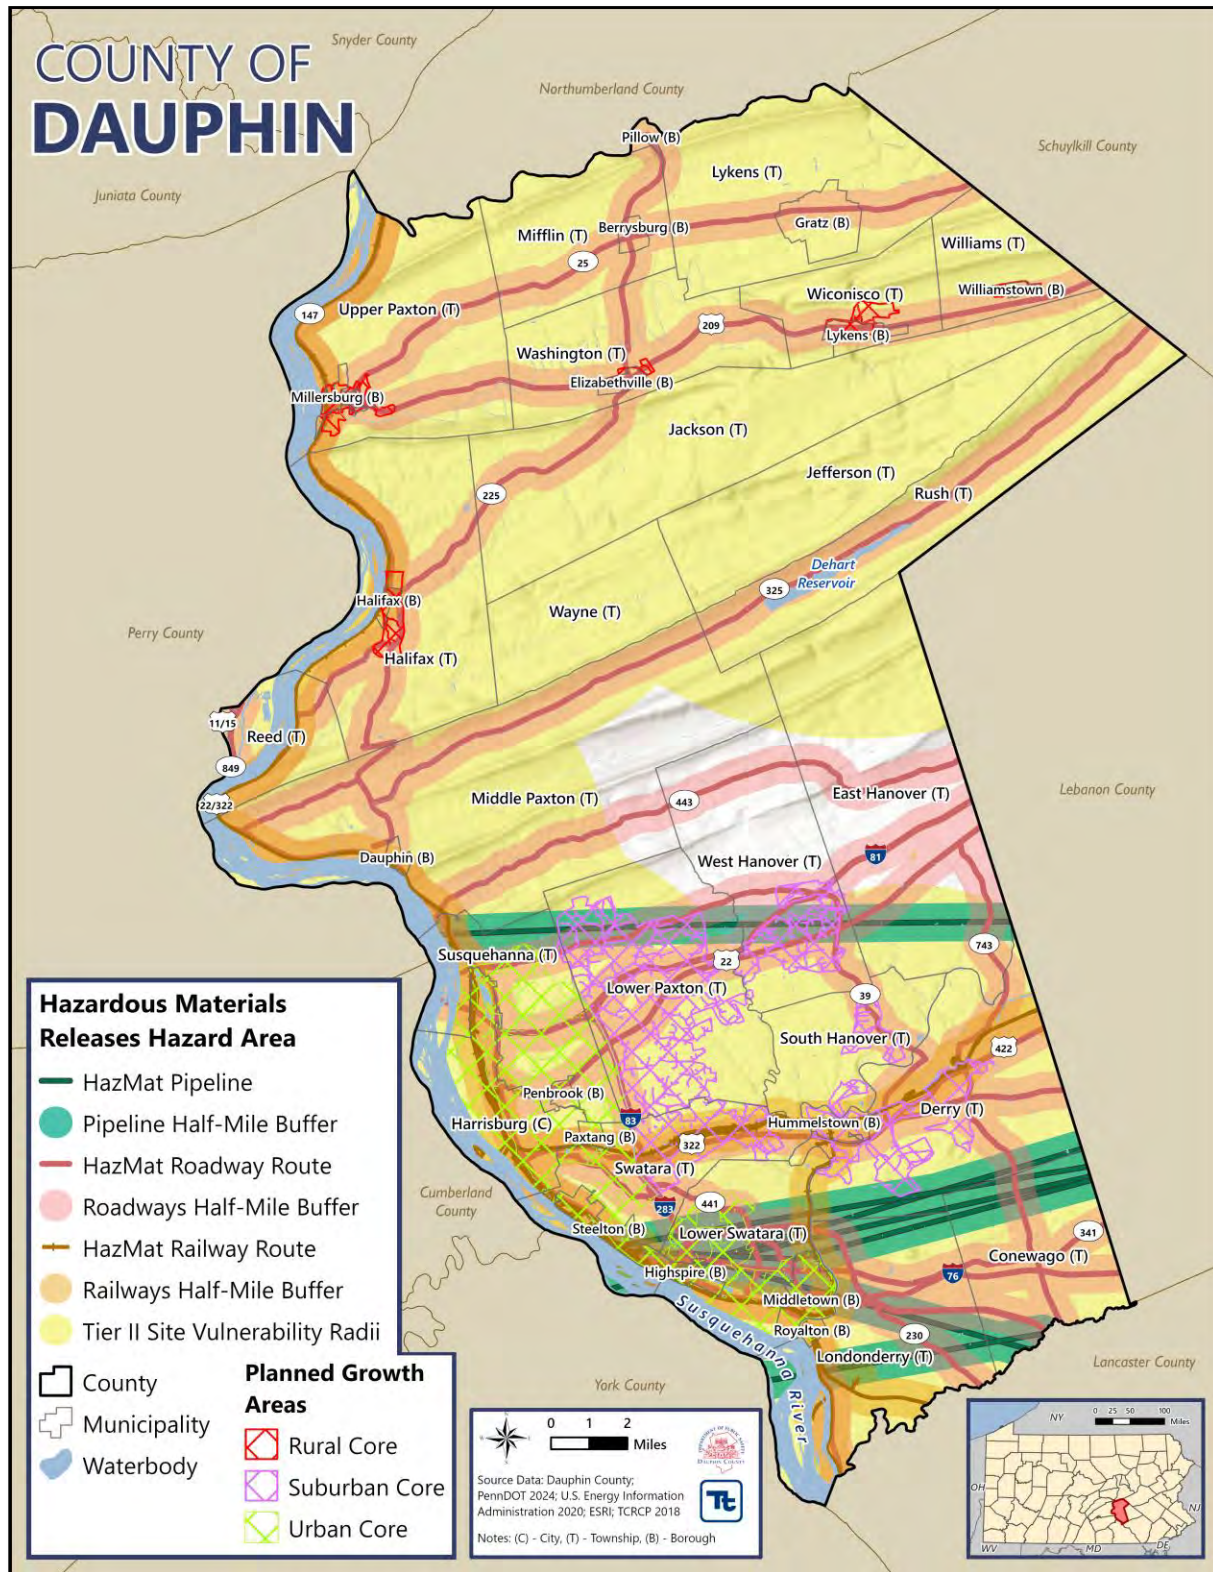 COUNTY OF
DAUPHIN
Snyder County
Northumberland County
Schuylkill County
Juniata County
Pillow (B)
Lykens (T)
Mifflin (T)
Berrysburg (B)
Gratz (B)
Williams (T)
25
147
Upper Paxton (T)
Wiconisco (T)
Williamstown (B)
209
Washington (T)
Lykens (B)
Elizabethville (B)
Millersburg (B)
Jackson (T)
Jefferson (T)
Rush (T)
225
Dehart
Reservoir
325
Halifax (B)
Wayne (T)
Perry County
Halifax (T)
11/15
Reed (T)
849
22/322
Middle Paxton (T)
443
East Hanover (T)
Lebanon County
Dauphin (B)
West Hanover (T)
81
Susquehanna (T)
743
22
Lower Paxton (T)
39
South Hanover (T)
422
Penbrook (B)
Derry (T)
Harrisburg (C)
83
Hummelstown (B)
Paxtang (B)
322
Swatara (T)
Cumberland
County
283
441
Steelton (B)
Lower Swatara (T)
341
Conewago (T)
Highspire (B)
76
Middletown (B)
Royalton (B)
230
Londonderry (T)
Susquehanna River
York County
Lancaster County
Hazardous Materials
Releases Hazard Area
HazMat Pipeline
Pipeline Half-Mile Buffer
HazMat Roadway Route
Roadways Half-Mile Buffer
HazMat Railway Route
Railways Half-Mile Buffer
Tier II Site Vulnerability Radii
County
Municipality
Waterbody
Planned Growth
Areas
Rural Core
Suburban Core
Urban Core
0 1 2
Miles
Source Data: Dauphin County;
PennDOT 2024; U.S. Energy Information
Administration 2020; ESRI; TCRCP 2018
Notes: (C) - City, (T) - Township, (B) - Borough
Tt
DAUPHIN COUNTY
0 25 50 100
Miles
NY
OH
NJ
WV
MD
DE